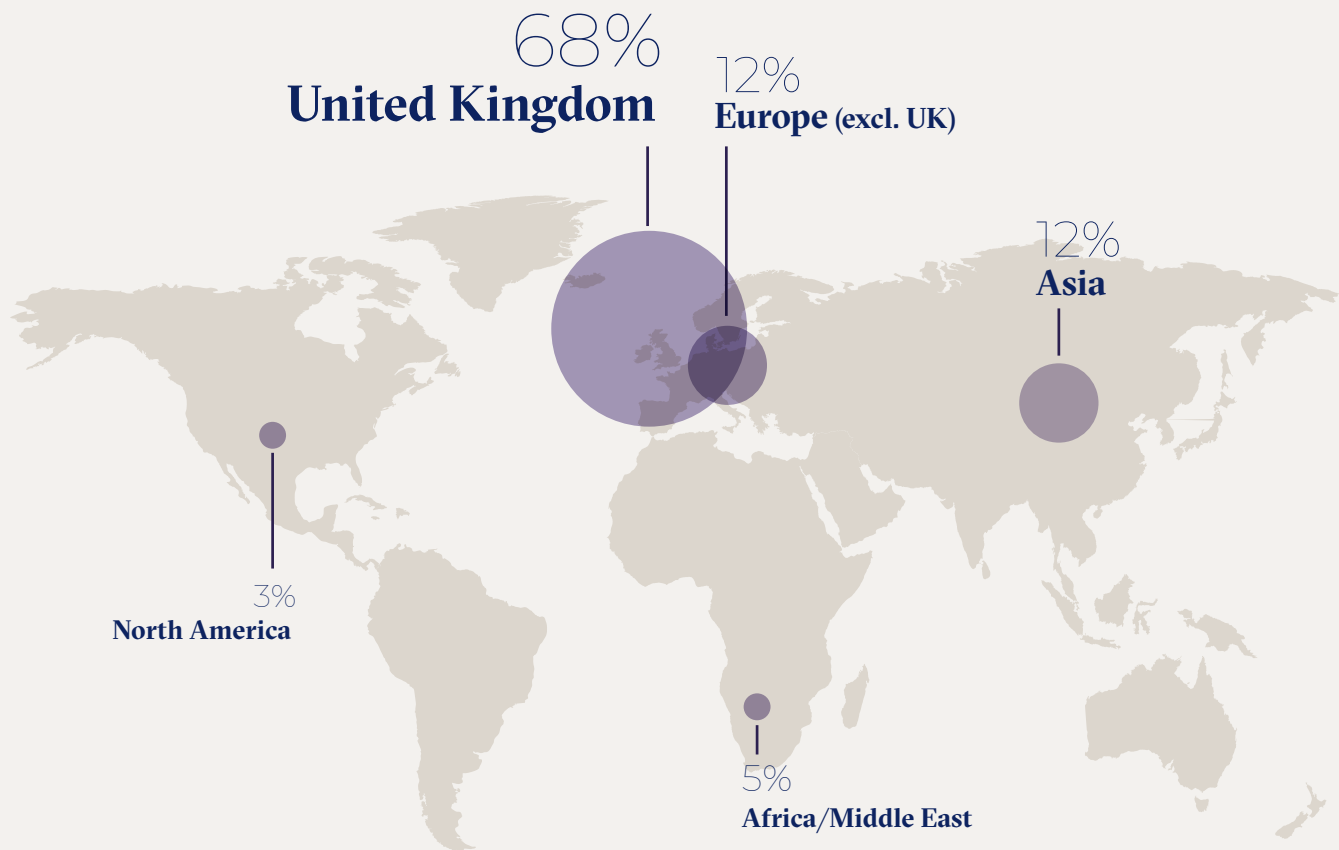 68%
United Kingdom
12%
Europe (excl. UK)
12%
Asia
3%
North America
5%
Africa/Middle East